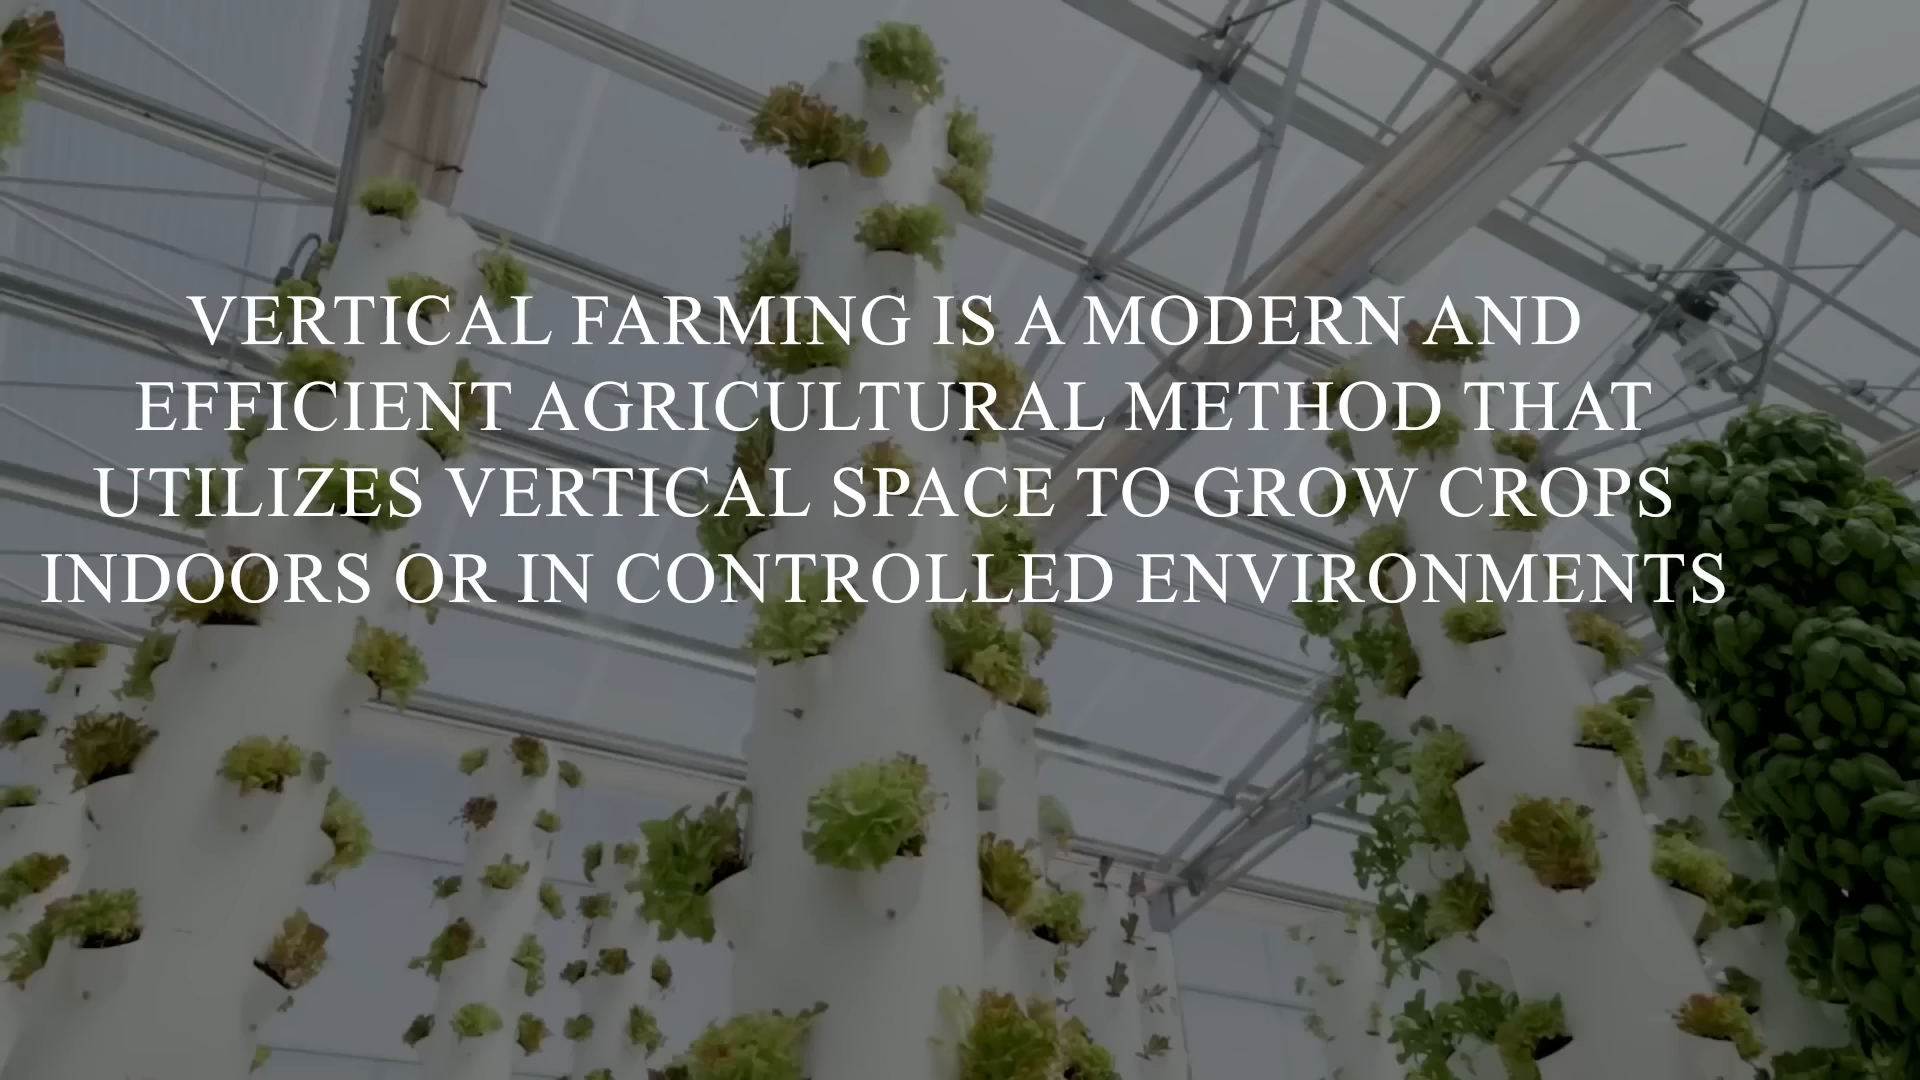 VERTICAL FARMING IS A MODERN AND
EFFICIENT AGRICULTURAL METHOD THAT
UTILIZES VERTICAL SPACE TO GROW CROPS
INDOORS OR IN CONTROLLED ENVIRONMENTS